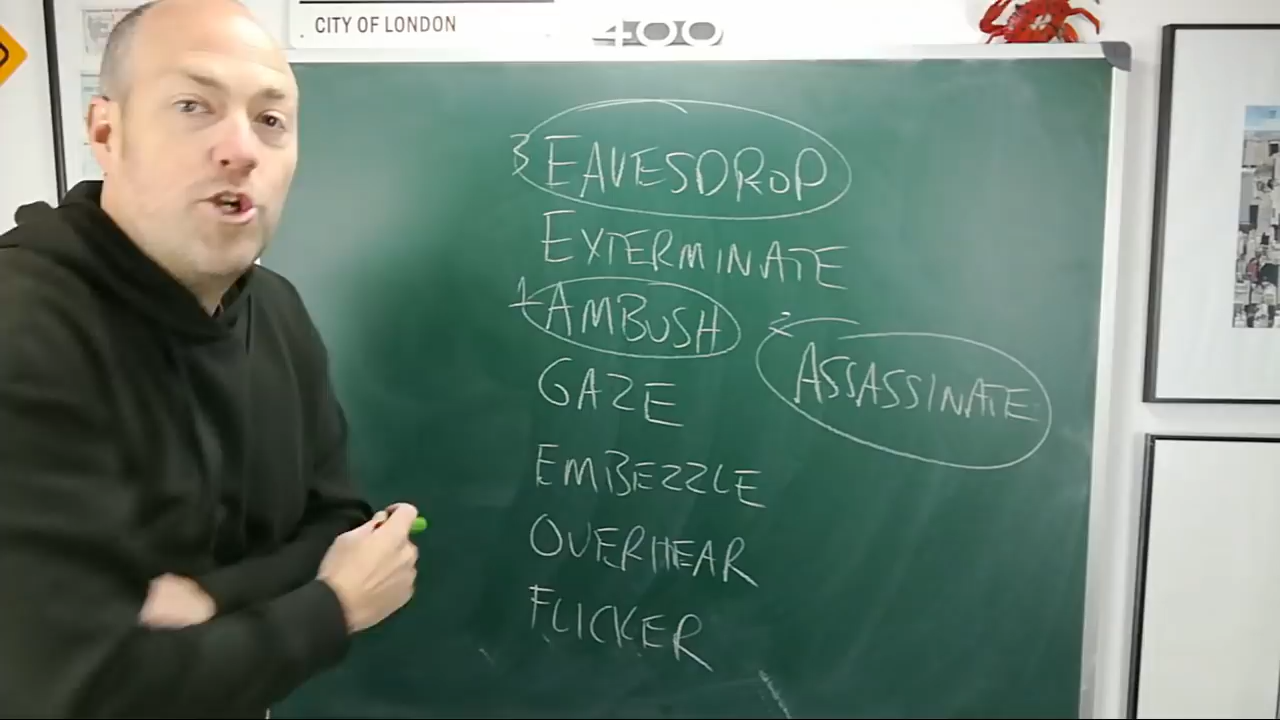 CITY OF LONDON
400
3 EAVESDROP
EXTERMINATE
1 AMBUSH
2 ASSASSINATE
GAZE
EMBEZZLE
OVERHEAR
FLICKER